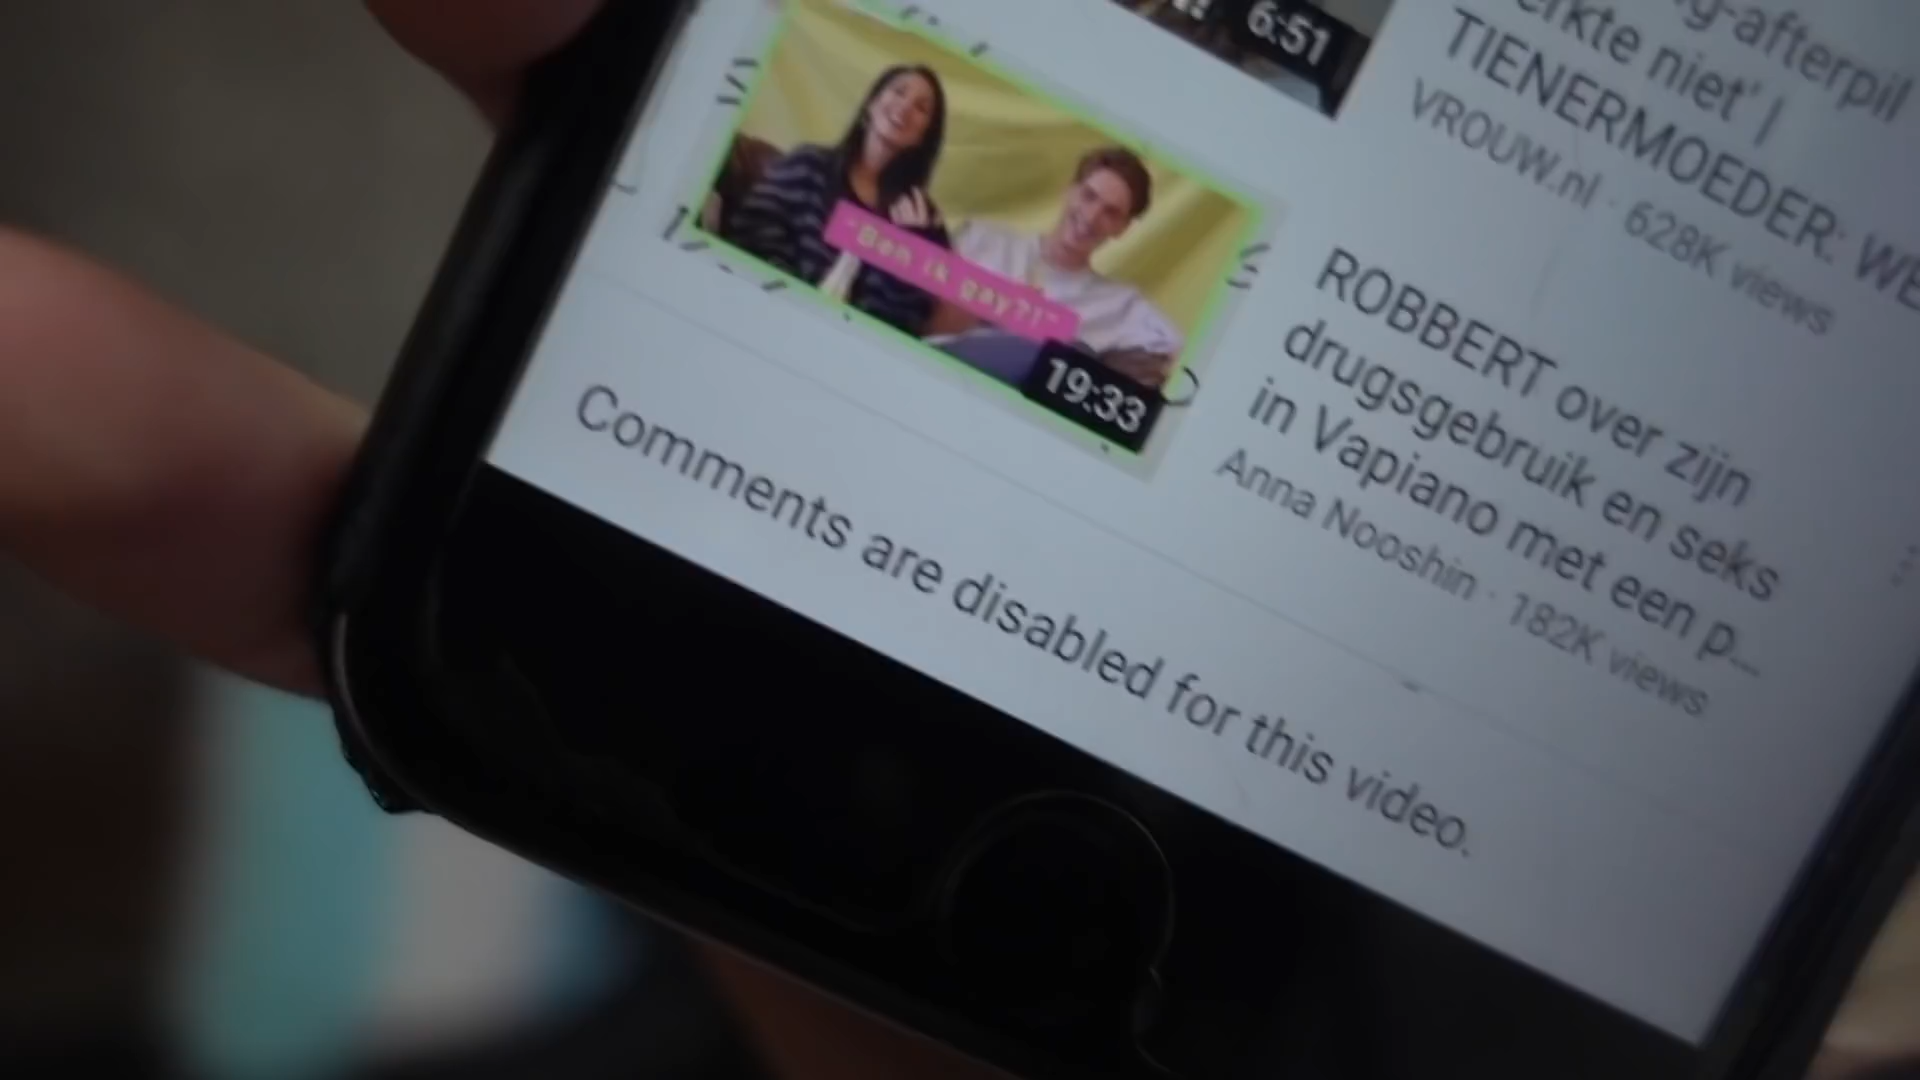 6:51
erkte niet' |
TIENERMOEDER: WE
VRouw.nl · 628K views
"Ben ik gay?!"
19:33
ROBBERT over zijn
drugsgebruik en seks
in Vapiano met een p...
Anna Nooshin · 182K views
Comments are disabled for this video.